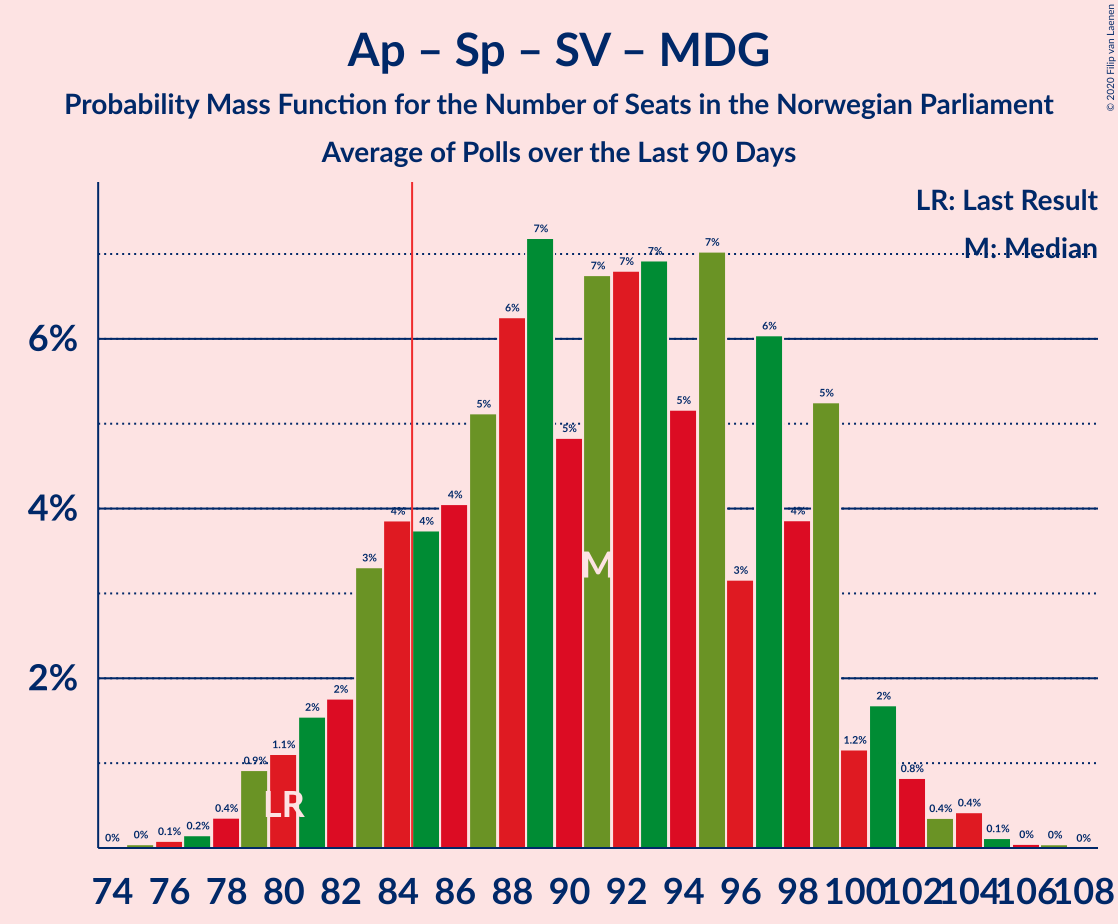 Ap – Sp – SV – MDG
Probability Mass Function for the Number of Seats in the Norwegian Parliament
Average of Polls over the Last 90 Days
© 2020 Filip van Laenen
LR: Last Result
M: Median
6%
4%
2%
0% 0% 0.1% 0.2% 0.4% 0.9% 1.1% 2% 2% 3% 4% 4% 4% 5% 6% 7% 5% 7% 7% 7% 5% 7% 3% 6% 4% 5% 1.2% 2% 0.8% 0.4% 0.4% 0.1% 0% 0% 0%
M
LR
74 76 78 80 82 84 86 88 90 92 94 96 98 100 102 104 106 108